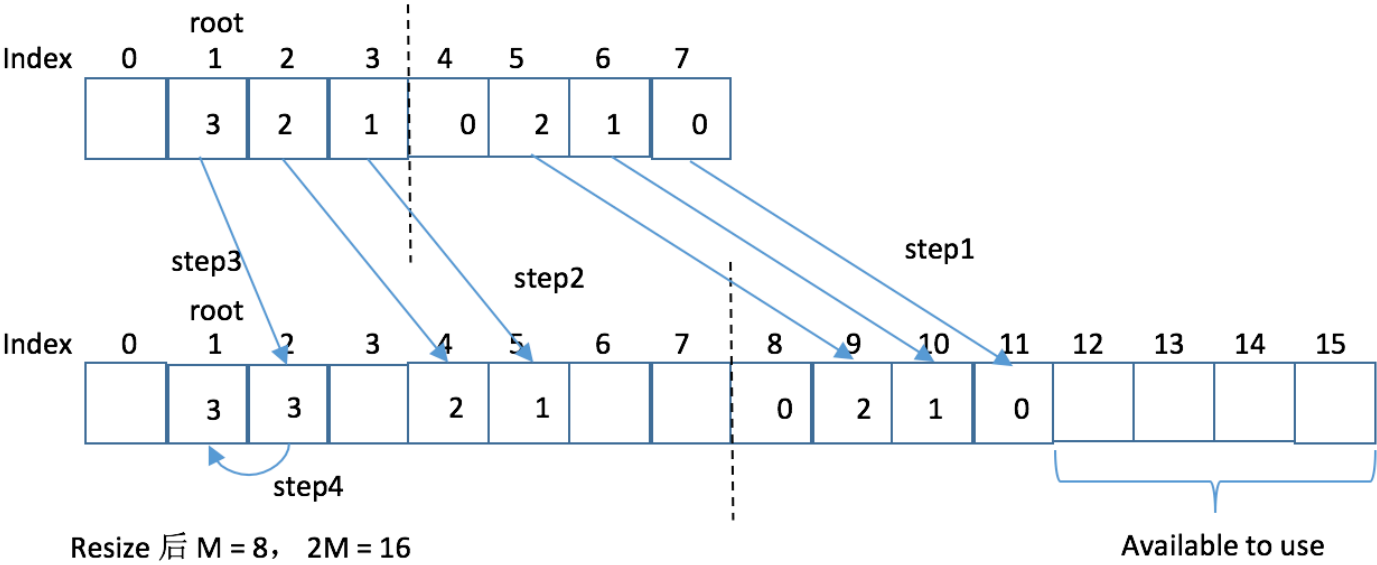 root
Index 0 1 2 3 4 5 6 7
3 2 1 0 2 1 0
step1
step3
step2
root
Index 0 1 2 3 4 5 6 7 8 9 10 11 12 13 14 15
3 3 2 1 0 2 1 0
step4
Resize 后 M = 8， 2M = 16
Available to use